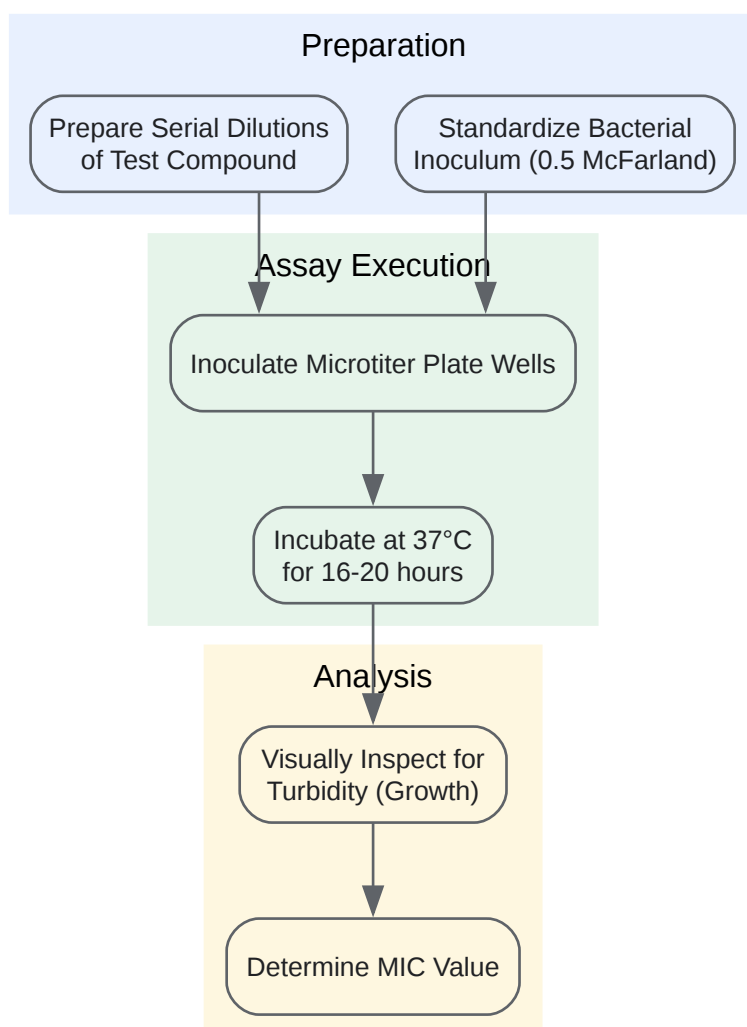 Preparation
Prepare Serial Dilutions
of Test Compound
Standardize Bacterial
Inoculum (0.5 McFarland)
Assay Execution
Inoculate Microtiter Plate Wells
Incubate at 37°C
for 16-20 hours
Analysis
Visually Inspect for
Turbidity (Growth)
Determine MIC Value